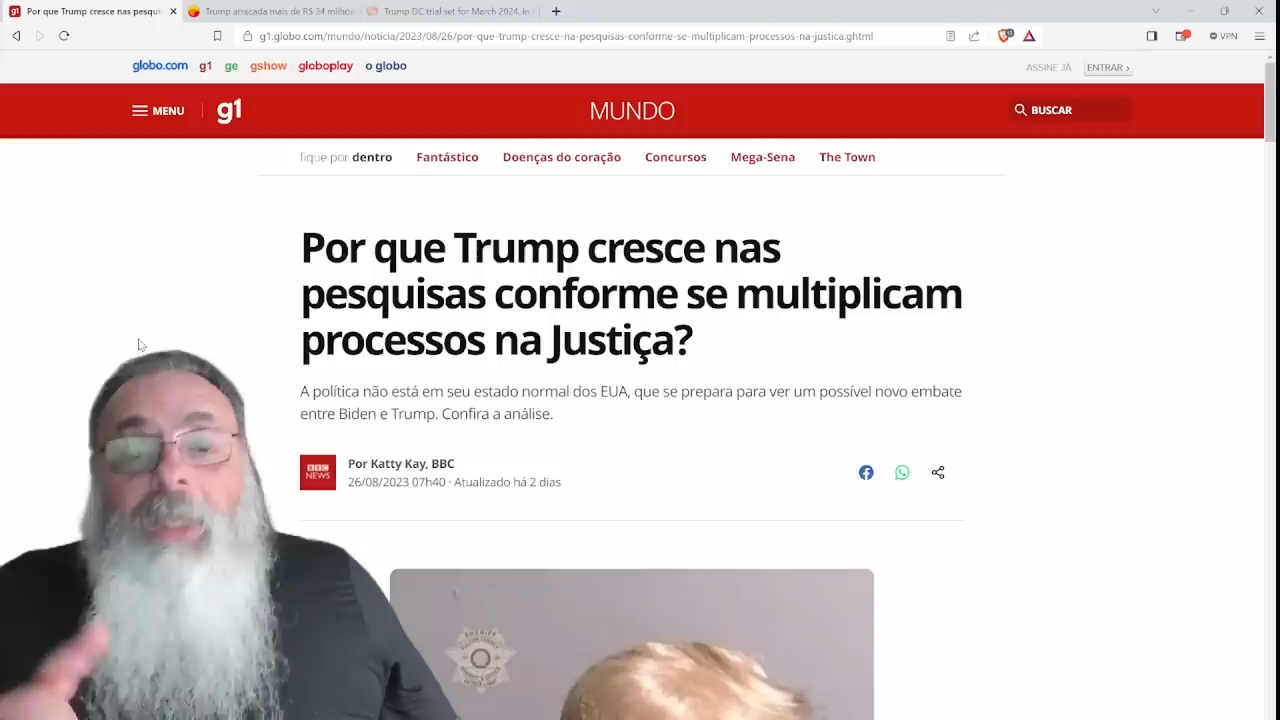 Por que Trump cresce nas pesqui
Trump arrecada mais de R$ 34 milhõe
Trump DC trial set for March 2024, in t
g1.globo.com/mundo/noticia/2023/08/26/por-que-trump-cresce-na-pesquisas-conforme-se-multiplicam-processos-na-justica.ghtml
VPN
globo.com g1 ge gshow globoplay o globo
ASSINE JÁ ENTRAR ›
MENU g1 MUNDO BUSCAR
fique por dentro Fantástico Doenças do coração Concursos Mega-Sena The Town
Por que Trump cresce nas
pesquisas conforme se multiplicam
processos na Justiça?
A política não está em seu estado normal dos EUA, que se prepara para ver um possível novo embate
entre Biden e Trump. Confira a análise.
BBC
NEWS
Por Katty Kay, BBC
26/08/2023 07h40 · Atualizado há 2 dias